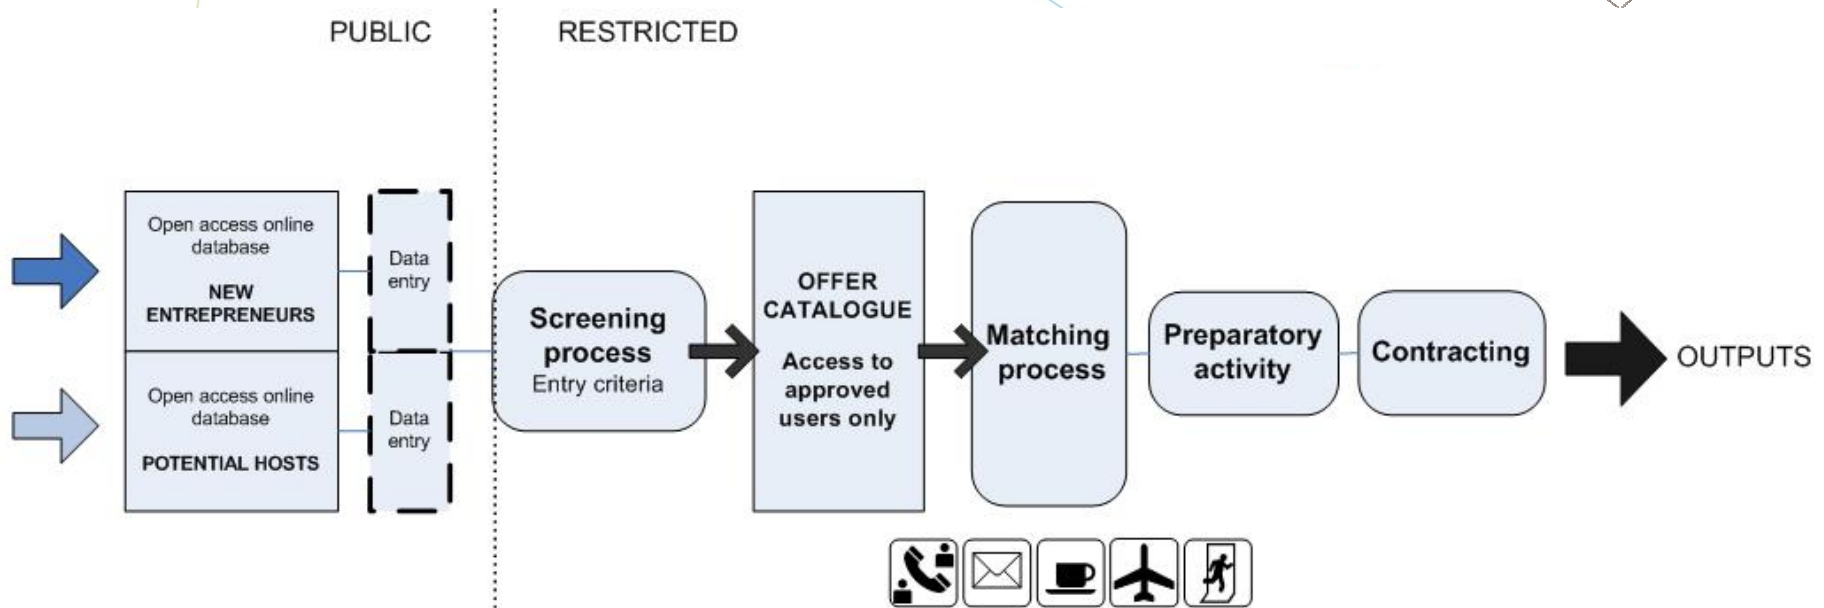 PUBLIC
RESTRICTED
Open access online
database
NEW
ENTREPRENEURS
Data
entry
Open access online
database
POTENTIAL HOSTS
Data
entry
Screening
process
Entry criteria
OFFER
CATALOGUE
Access to
approved
users only
Matching
process
Preparatory
activity
Contracting
OUTPUTS